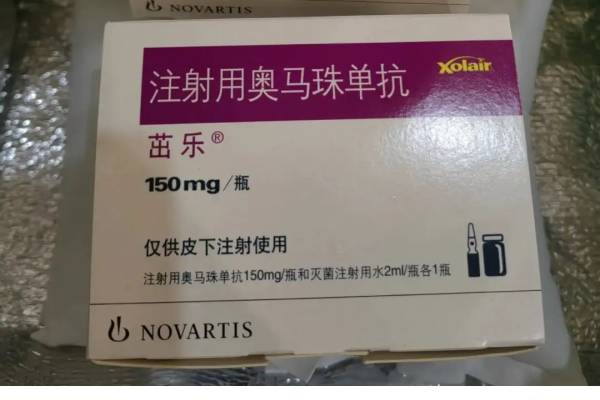 NOVARTIS
注射用奥马珠单抗
Xolair
茁乐®
150mg/瓶
仅供皮下注射使用
注射用奥马珠单抗150mg/瓶和灭菌注射用水2ml/瓶各1瓶
NOVARTIS